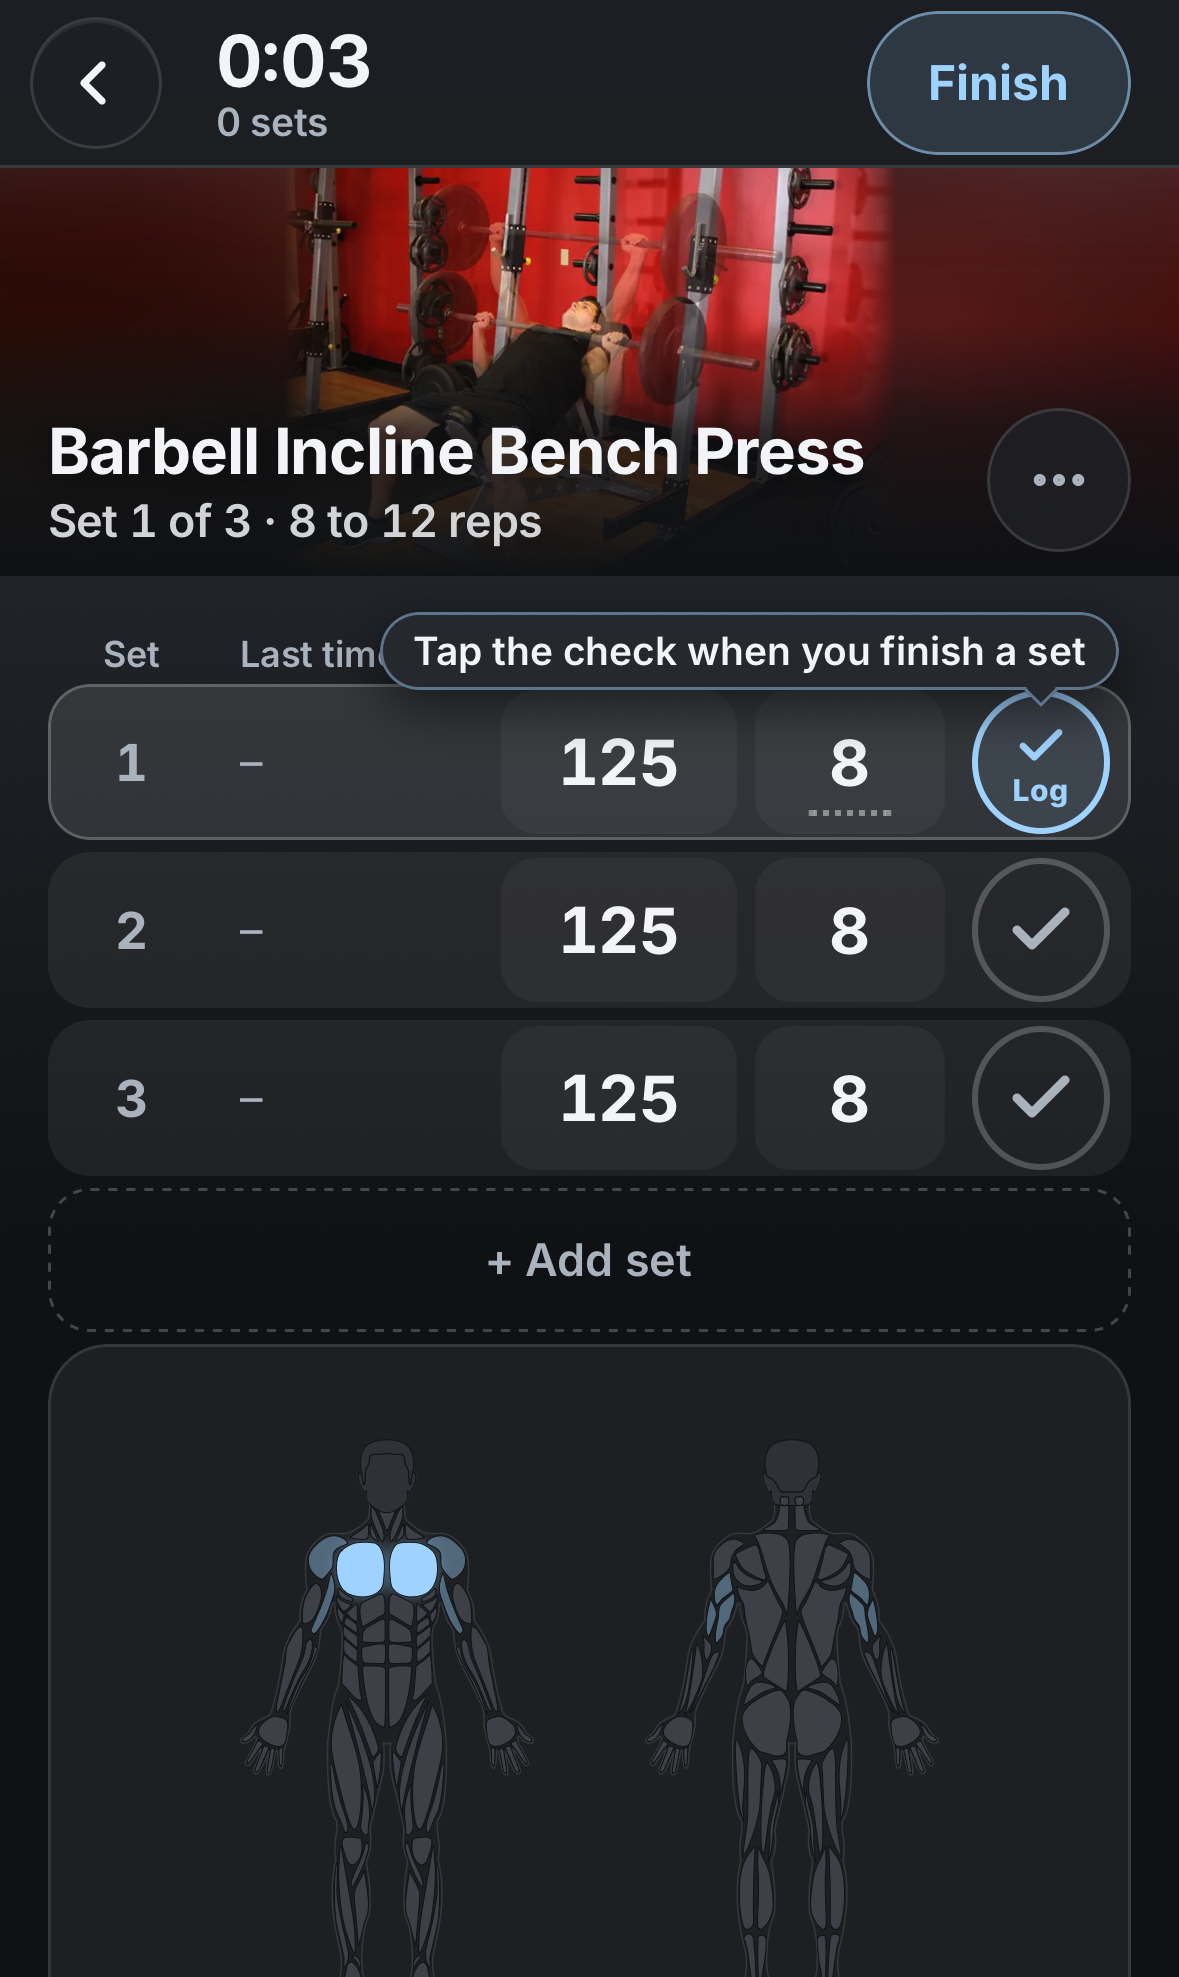 0:03
Finish
0 sets
Barbell Incline Bench Press
Set 1 of 3 · 8 to 12 reps
Tap the check when you finish a set
Set Last time
1 – 125 8 Log
2 – 125 8
3 – 125 8
+ Add set